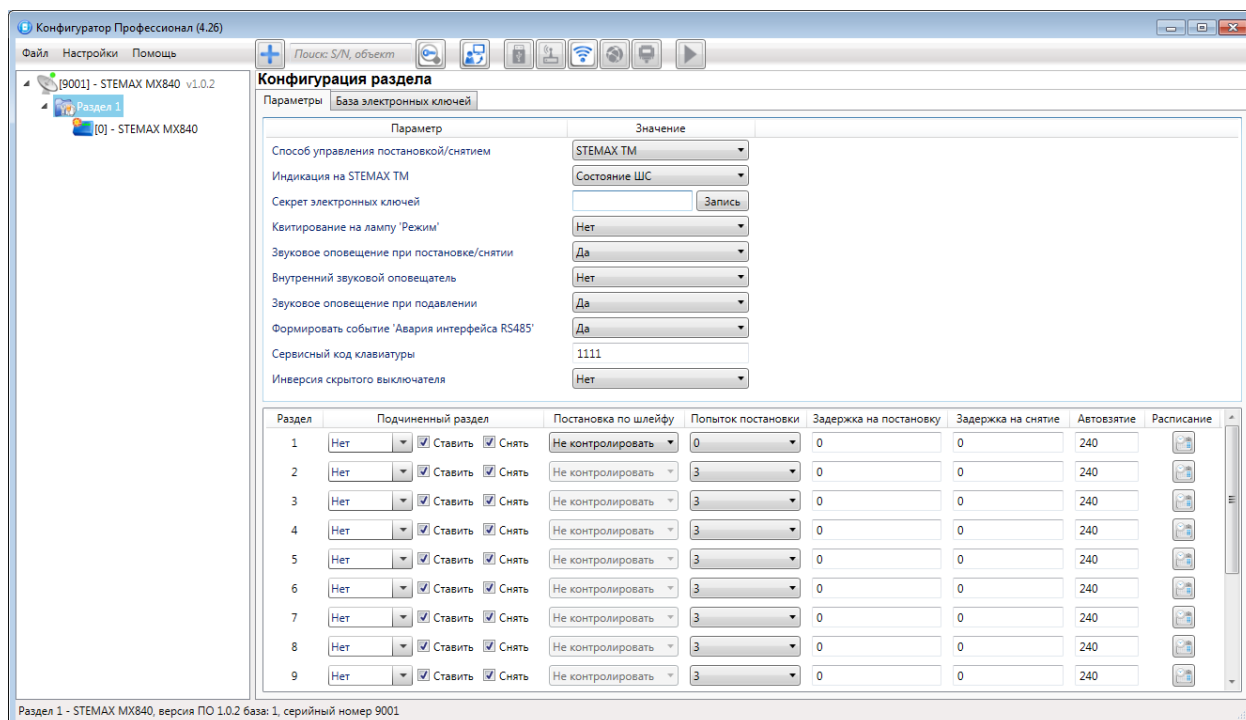 Конфигуратор Профессионал (4.26)
Файл Настройки Помощь Поиск: S/N, объект
[9001] - STEMAX MX840 v1.0.2
Раздел 1
[0] - STEMAX MX840
Конфигурация раздела
Параметры База электронных ключей
Параметр Значение
Способ управления постановкой/снятием STEMAX TM
Индикация на STEMAX TM Состояние ШС
Секрет электронных ключей Запись
Квитирование на лампу 'Режим' Нет
Звуковое оповещение при постановке/снятии Да
Внутренний звуковой оповещатель Нет
Звуковое оповещение при подавлении Да
Формировать событие 'Авария интерфейса RS485' Да
Сервисный код клавиатуры 1111
Инверсия скрытого выключателя Нет
Раздел Подчиненный раздел Постановка по шлейфу Попыток постановки Задержка на постановку Задержка на снятие Автовзятие Расписание
1 Нет Ставить Снять Не контролировать 0 0 0 240
2 Нет Ставить Снять Не контролировать 3 0 0 240
3 Нет Ставить Снять Не контролировать 3 0 0 240
4 Нет Ставить Снять Не контролировать 3 0 0 240
5 Нет Ставить Снять Не контролировать 3 0 0 240
6 Нет Ставить Снять Не контролировать 3 0 0 240
7 Нет Ставить Снять Не контролировать 3 0 0 240
8 Нет Ставить Снять Не контролировать 3 0 0 240
9 Нет Ставить Снять Не контролировать 3 0 0 240
Раздел 1 - STEMAX MX840, версия ПО 1.0.2 база: 1, серийный номер 9001